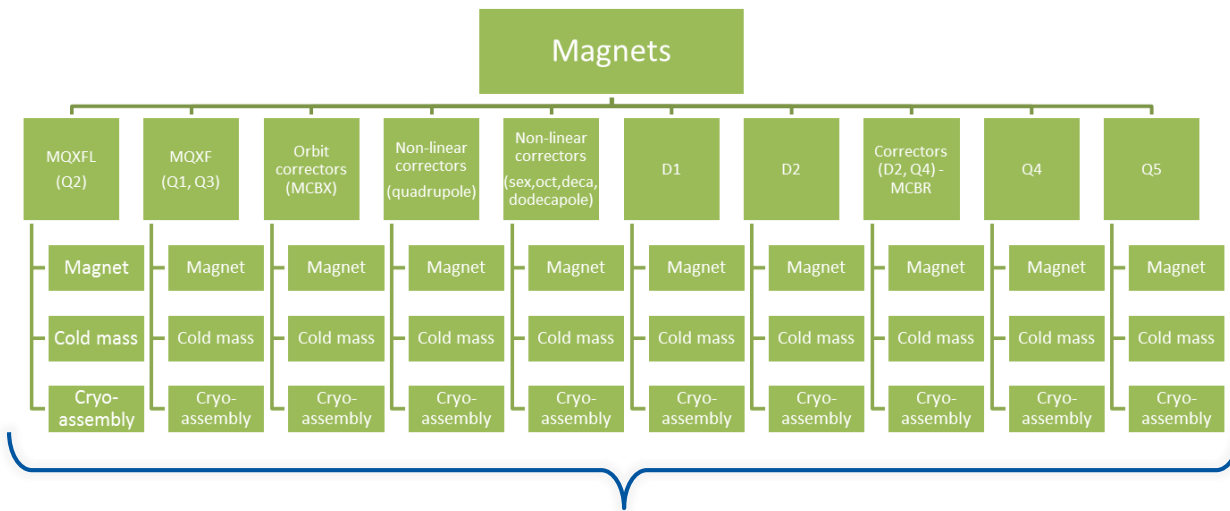 Magnets
MQXFL
(Q2)
MQXF
(Q1, Q3)
Orbit
correctors
(MCBX)
Non-linear
correctors
(quadrupole)
Non-linear
correctors
(sex,oct,deca,
dodecapole)
D1
D2
Correctors
(D2, Q4) -
MCBR
Q4
Q5
Magnet
Magnet
Magnet
Magnet
Magnet
Magnet
Magnet
Magnet
Magnet
Magnet
Cold mass
Cold mass
Cold mass
Cold mass
Cold mass
Cold mass
Cold mass
Cold mass
Cold mass
Cold mass
Cryo-
assembly
Cryo-
assembly
Cryo-
assembly
Cryo-
assembly
Cryo-
assembly
Cryo-
assembly
Cryo-
assembly
Cryo-
assembly
Cryo-
assembly
Cryo-
assembly